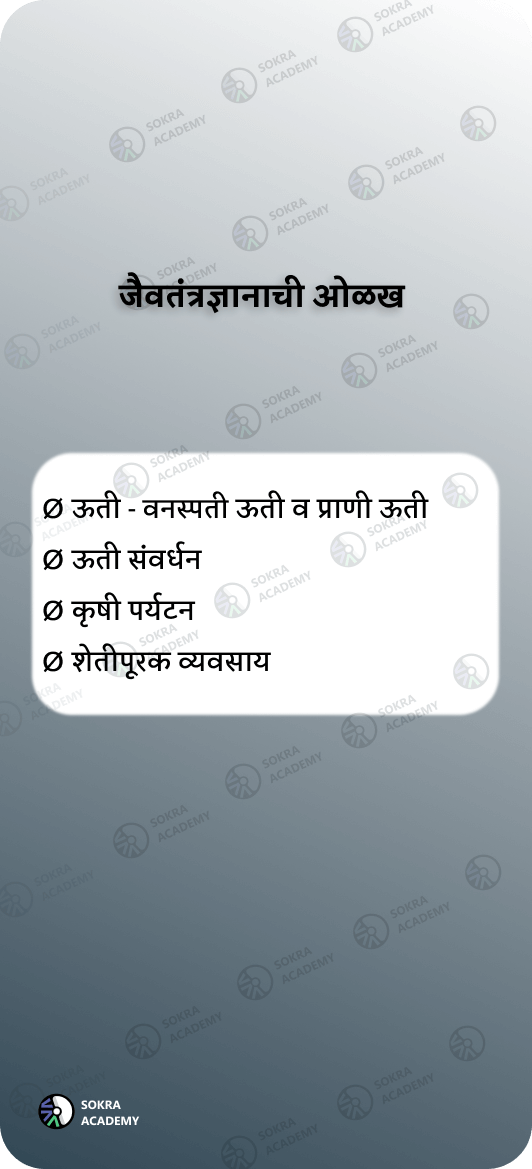 जैवतंत्रज्ञानाची ओळख
Ø ऊती - वनस्पती ऊती व प्राणी ऊती
Ø ऊती संवर्धन
Ø कृषी पर्यटन
Ø शेतीपूरक व्यवसाय
SOKRA
ACADEMY